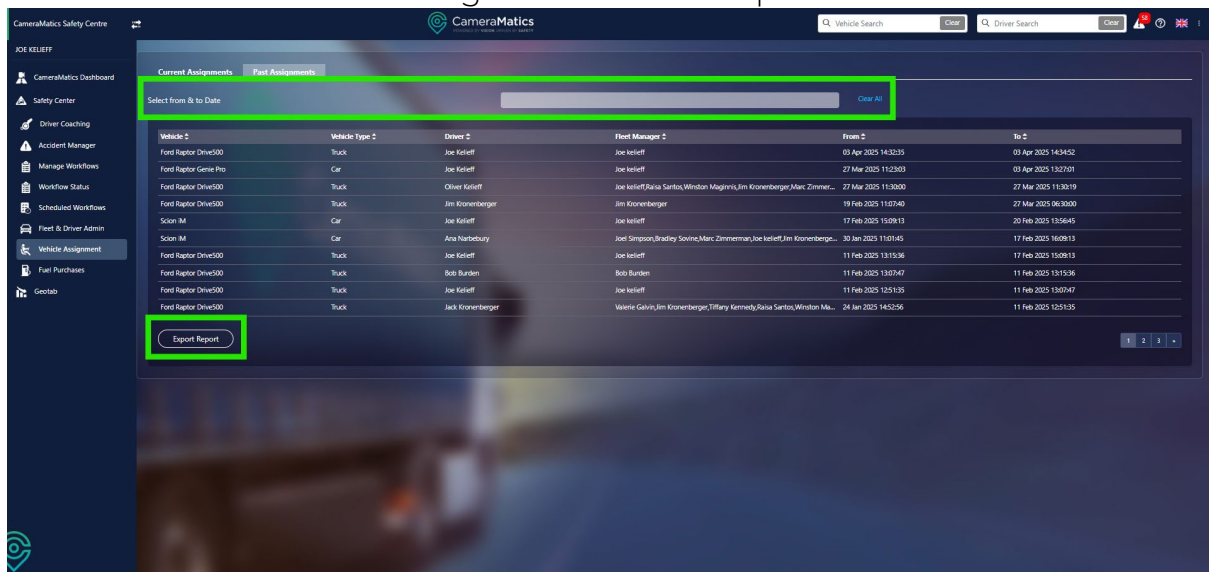 CameraMatics Safety Centre
CameraMatics
Vehicle Search Clear
Driver Search Clear
58
JOE KELIEFF
CameraMatics Dashboard
Safety Center
Driver Coaching
Accident Manager
Manage Workflows
Workflow Status
Scheduled Workflows
Fleet & Driver Admin
Vehicle Assignment
Fuel Purchases
Geotab
Current Assignments Past Assignments
Select from & to Date Clear All
Vehicle Vehicle Type Driver Fleet Manager From To
Ford Raptor Drive500 Truck Joe Kelieff Joe kelieff 03 Apr 2025 14:32:35 03 Apr 2025 14:34:52
Ford Raptor Genie Pro Car Joe Kelieff Joe kelieff 27 Mar 2025 11:23:03 03 Apr 2025 13:27:01
Ford Raptor Drive500 Truck Oliver Kelieff Joe kelieff,Raisa Santos,Winston Maginnis,Jim Kronenberger,Marc Zimmer... 27 Mar 2025 11:30:00 27 Mar 2025 11:30:19
Ford Raptor Drive500 Truck Jim Kronenberger Jim Kronenberger 19 Feb 2025 11:07:40 27 Mar 2025 06:30:00
Scion iM Car Joe Kelieff Joe kelieff 17 Feb 2025 15:09:13 20 Feb 2025 13:56:45
Scion iM Car Ana Narbebury Joel Simpson,Bradley Sovine,Marc Zimmerman,Joe kelieff,Jim Kronenberge... 30 Jan 2025 11:01:45 17 Feb 2025 16:09:13
Ford Raptor Drive500 Truck Joe Kelieff Joe kelieff 11 Feb 2025 13:15:36 17 Feb 2025 15:09:13
Ford Raptor Drive500 Truck Bob Burden Bob Burden 11 Feb 2025 13:07:47 11 Feb 2025 13:15:36
Ford Raptor Drive500 Truck Joe Kelieff Joe kelieff 11 Feb 2025 12:51:35 11 Feb 2025 13:07:47
Ford Raptor Drive500 Truck Jack Kronenberger Valerie Galvin,Jim Kronenberger,Tiffany Kennedy,Raisa Santos,Winston Ma... 24 Jan 2025 14:52:56 11 Feb 2025 12:51:35
Export Report
1 2 3 »